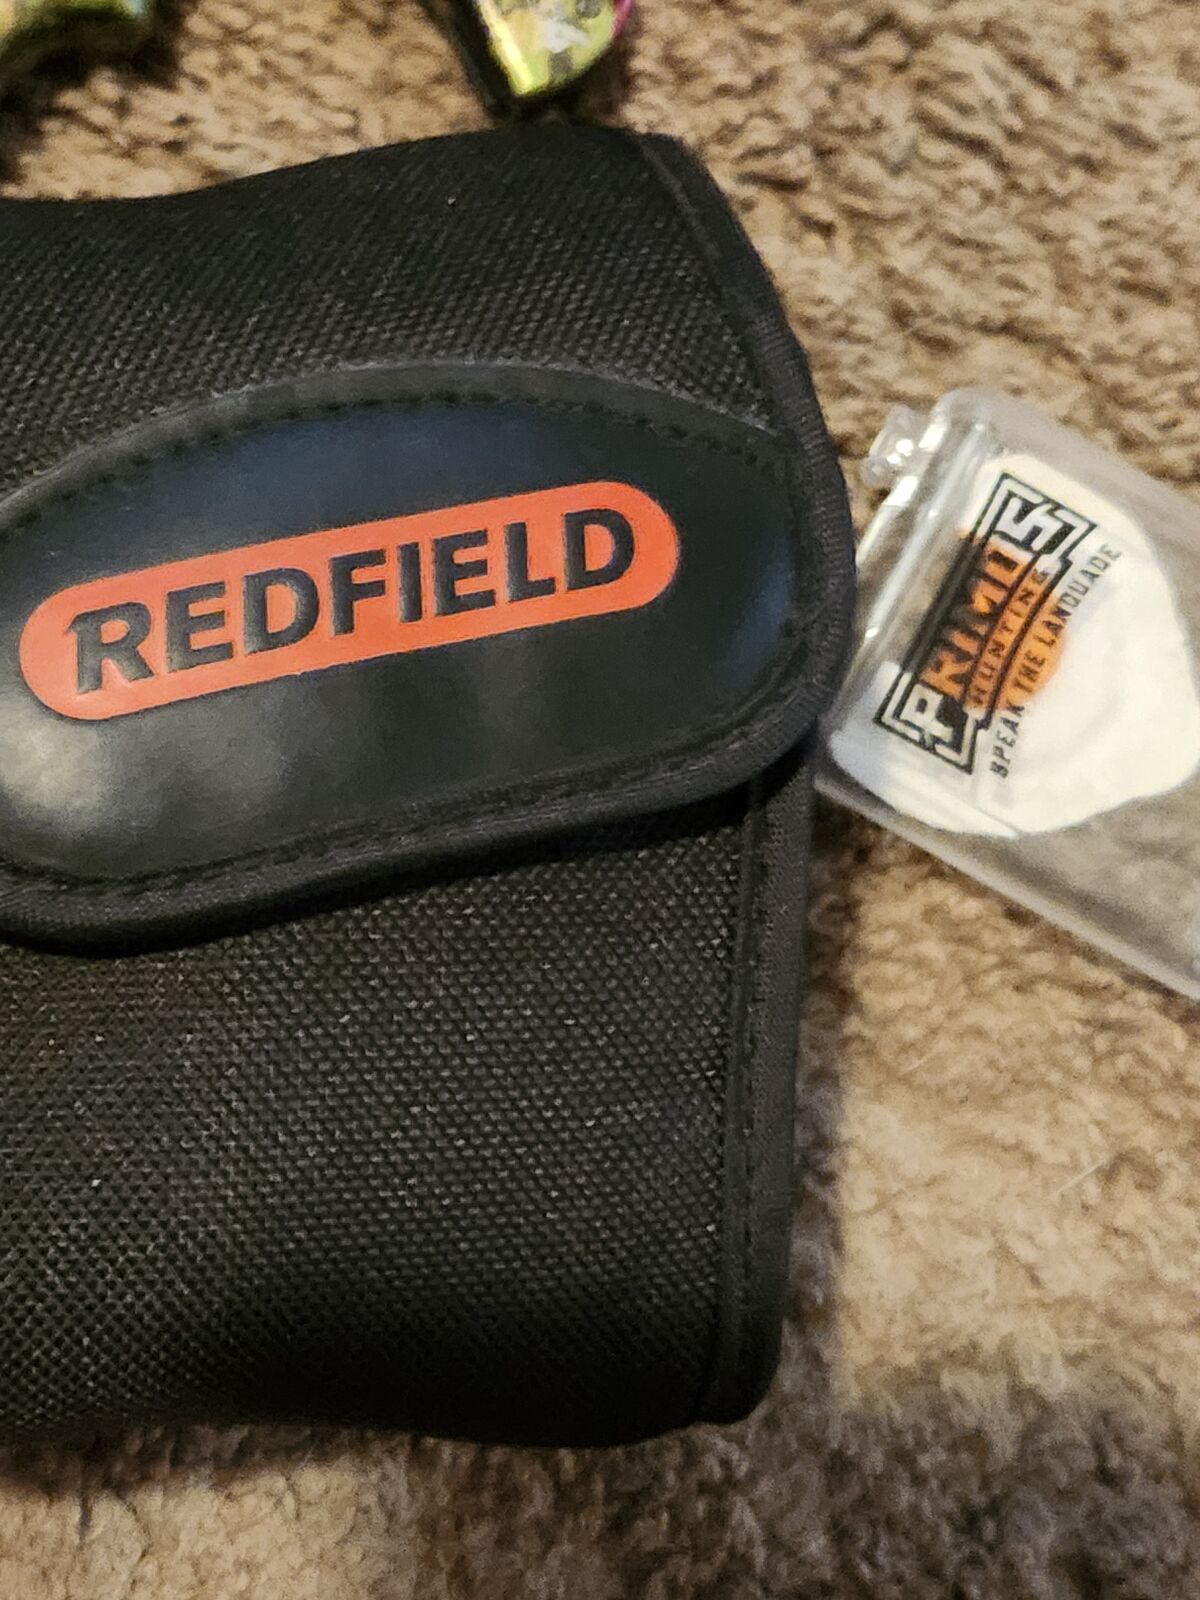 REDFIELD
PRIMOS
HUNTING
SPEAK THE LANGUAGE